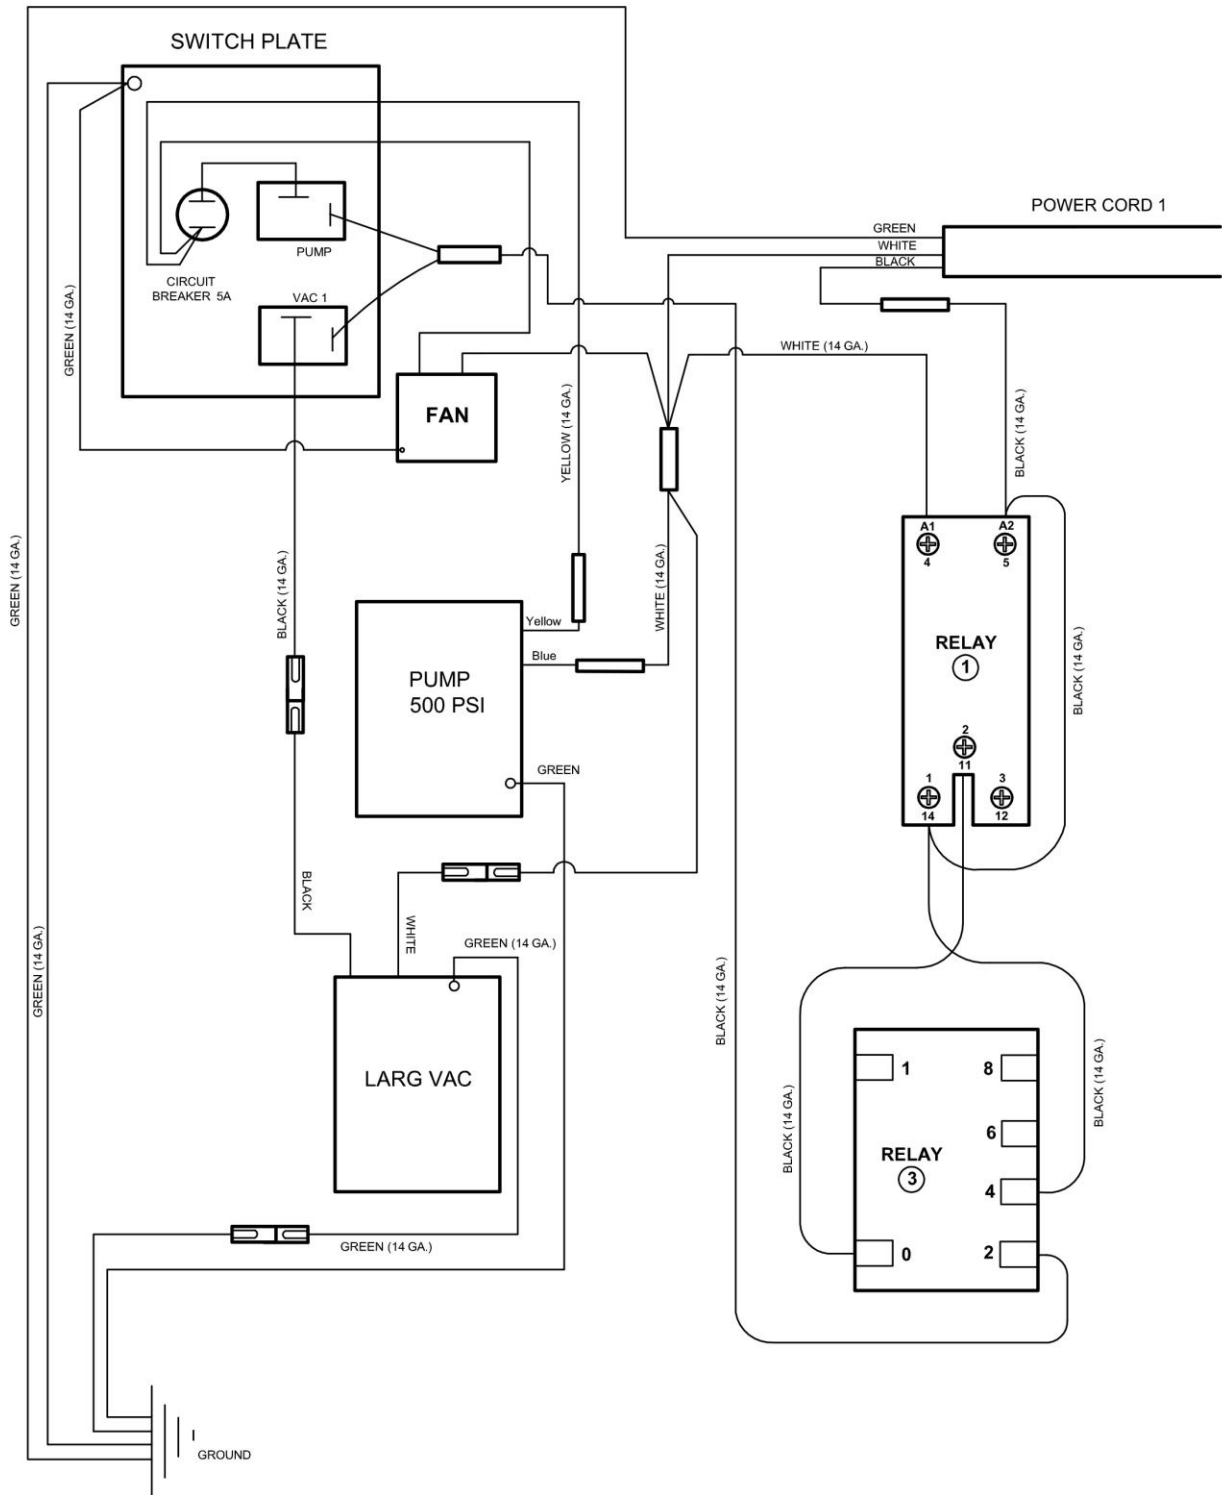 SWITCH PLATE
POWER CORD 1
GREEN
WHITE
BLACK
PUMP
CIRCUIT
BREAKER 5A
VAC 1
GREEN (14 GA.)
WHITE (14 GA.)
FAN
YELLOW (14 GA.)
BLACK (14 GA.)
A1
A2
4
5
GREEN (14 GA.)
BLACK (14 GA.)
WHITE (14 GA.)
Yellow
Blue
RELAY
1
BLACK (14 GA.)
PUMP
500 PSI
2
11
GREEN
1
3
14
12
BLACK
WHITE
GREEN (14 GA.)
GREEN (14 GA.)
BLACK (14 GA.)
LARG VAC
1
8
6
RELAY
3
4
0
2
BLACK (14 GA.)
BLACK (14 GA.)
GREEN (14 GA.)
GROUND